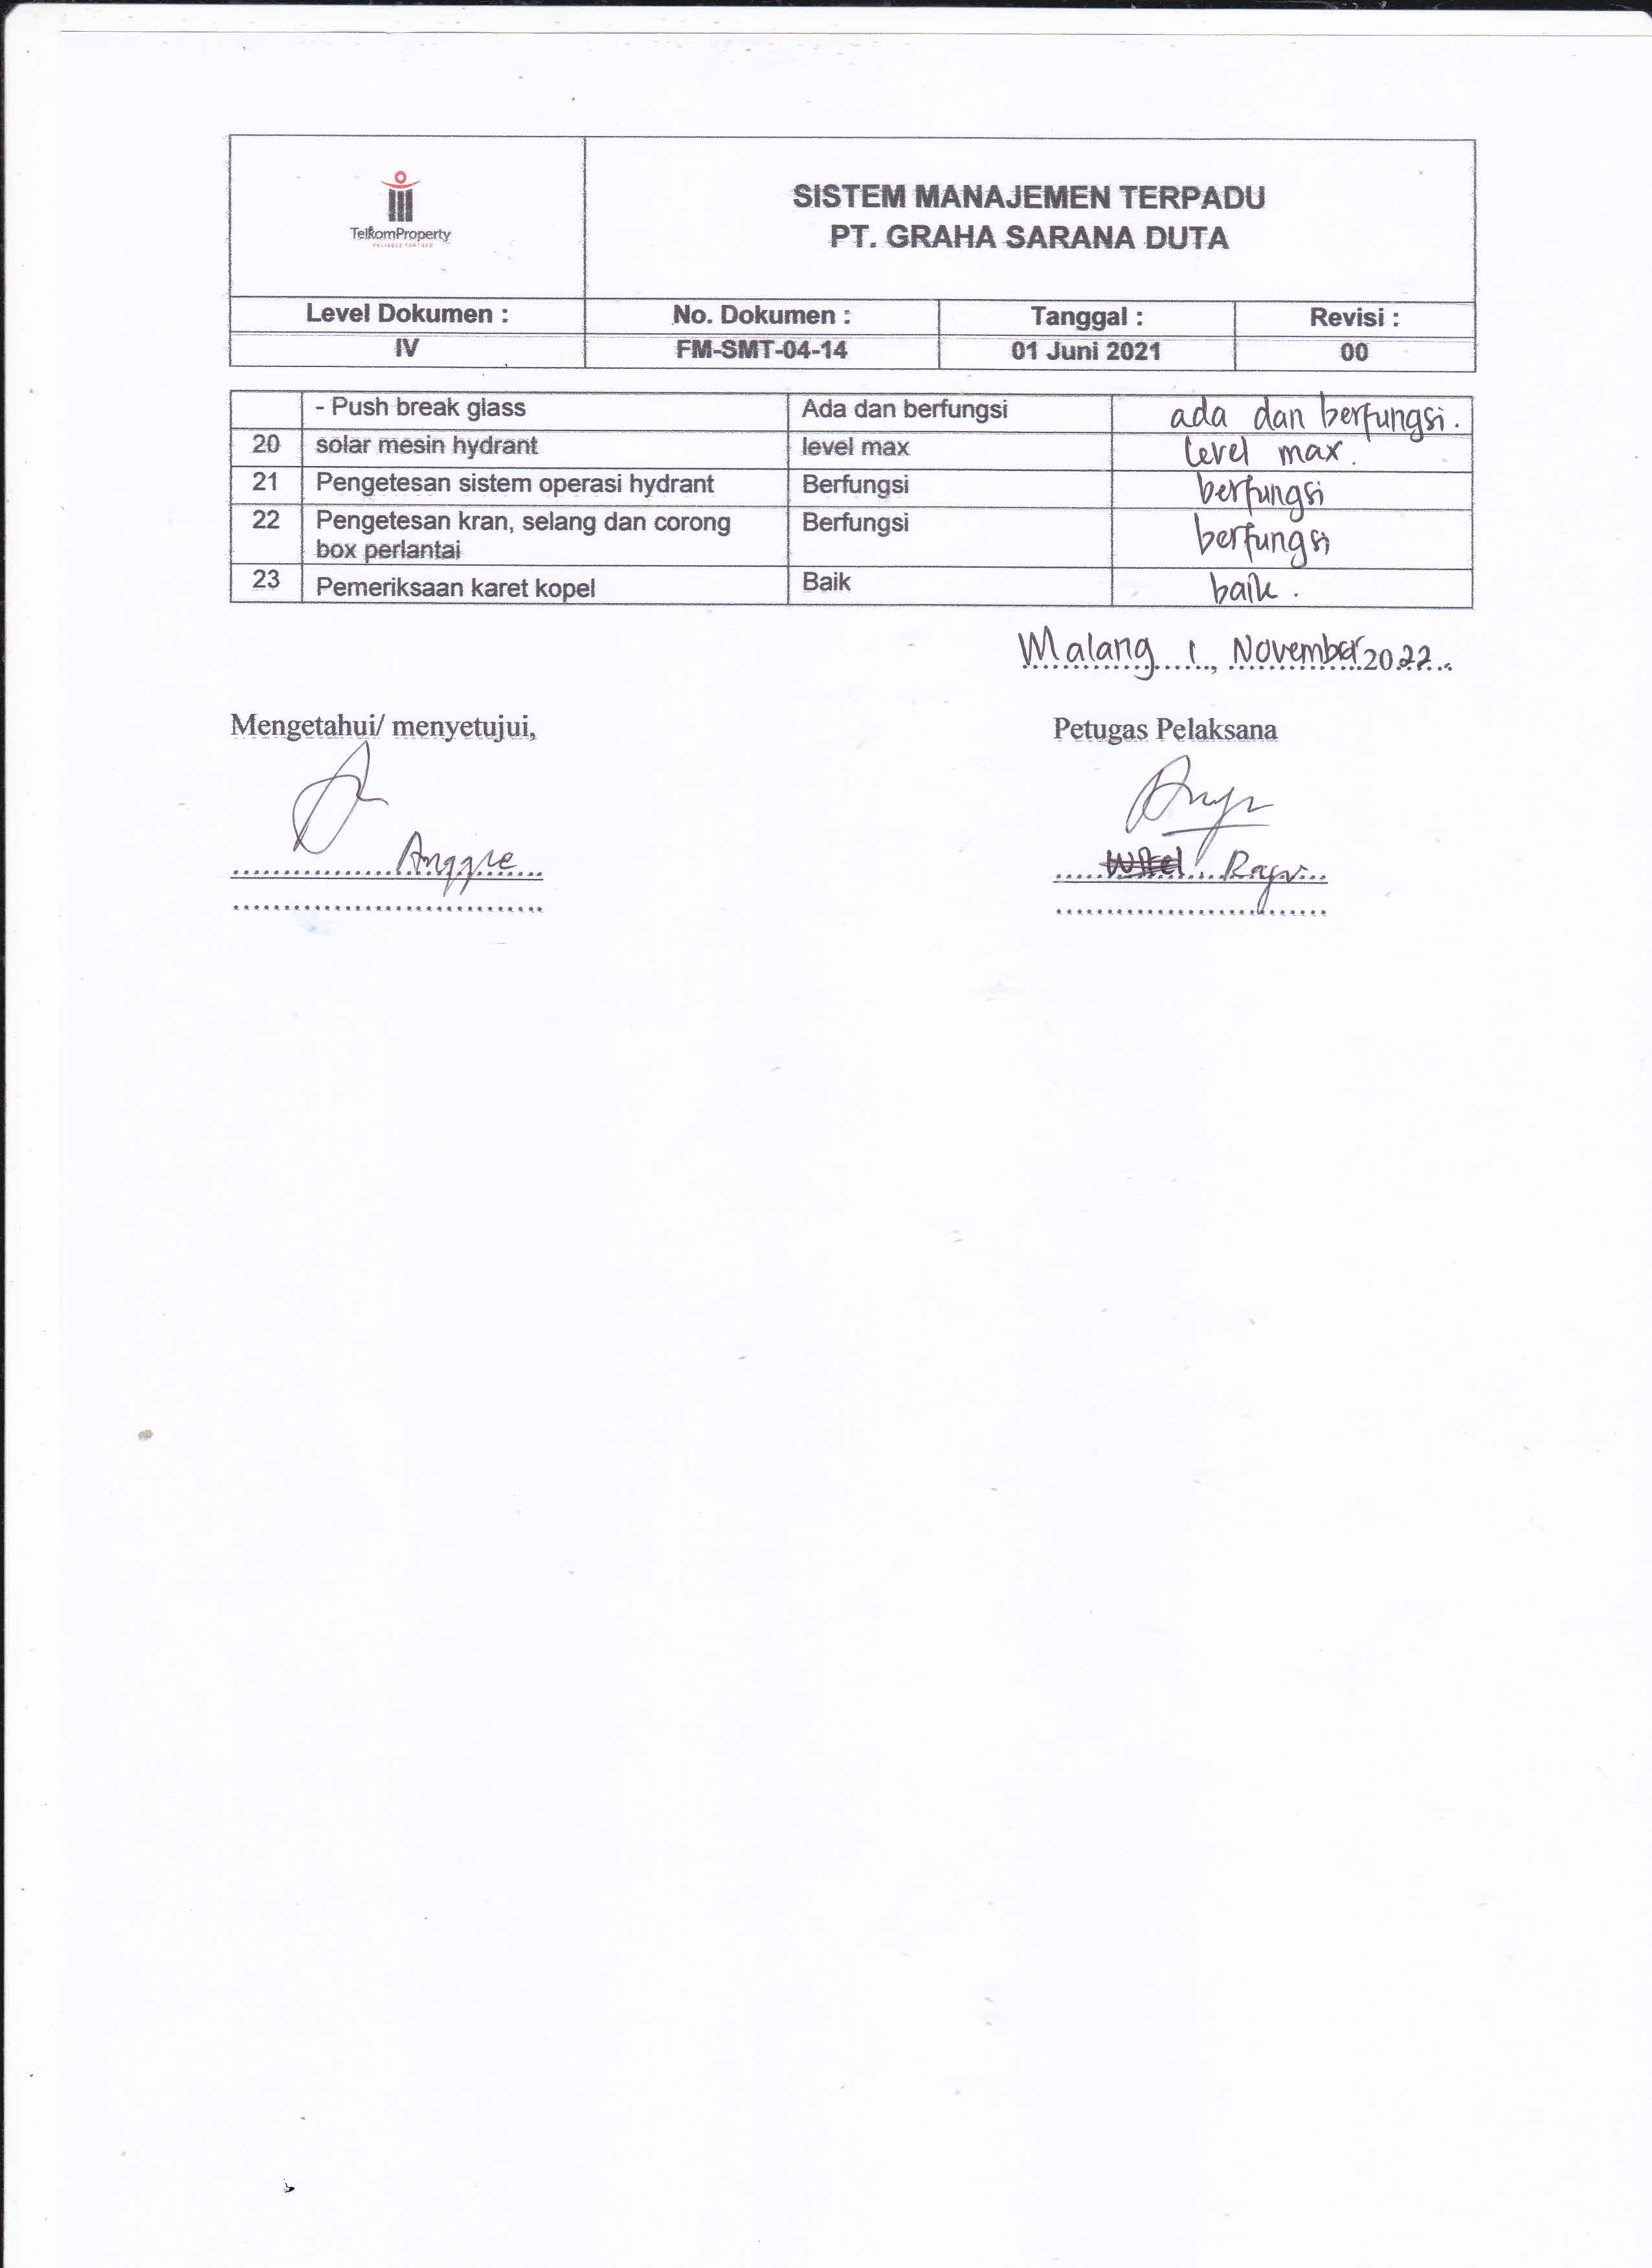 SISTEM MANAJEMEN TERPADU
PT. GRAHA SARANA DUTA
TelkomProperty
RELIABLE PARTNER
Level Dokumen : No. Dokumen : Tanggal : Revisi :
IV FM-SMT-04-14 01 Juni 2021 00
- Push break glass Ada dan berfungsi ada dan berfungsi.
20 solar mesin hydrant level max level max.
21 Pengetesan sistem operasi hydrant Berfungsi berfungsi
22 Pengetesan kran, selang dan corong Berfungsi berfungsi
box perlantai
23 Pemeriksaan karet kopel Baik baik.
Malang 1, November 2022
Mengetahui/ menyetujui, Petugas Pelaksana